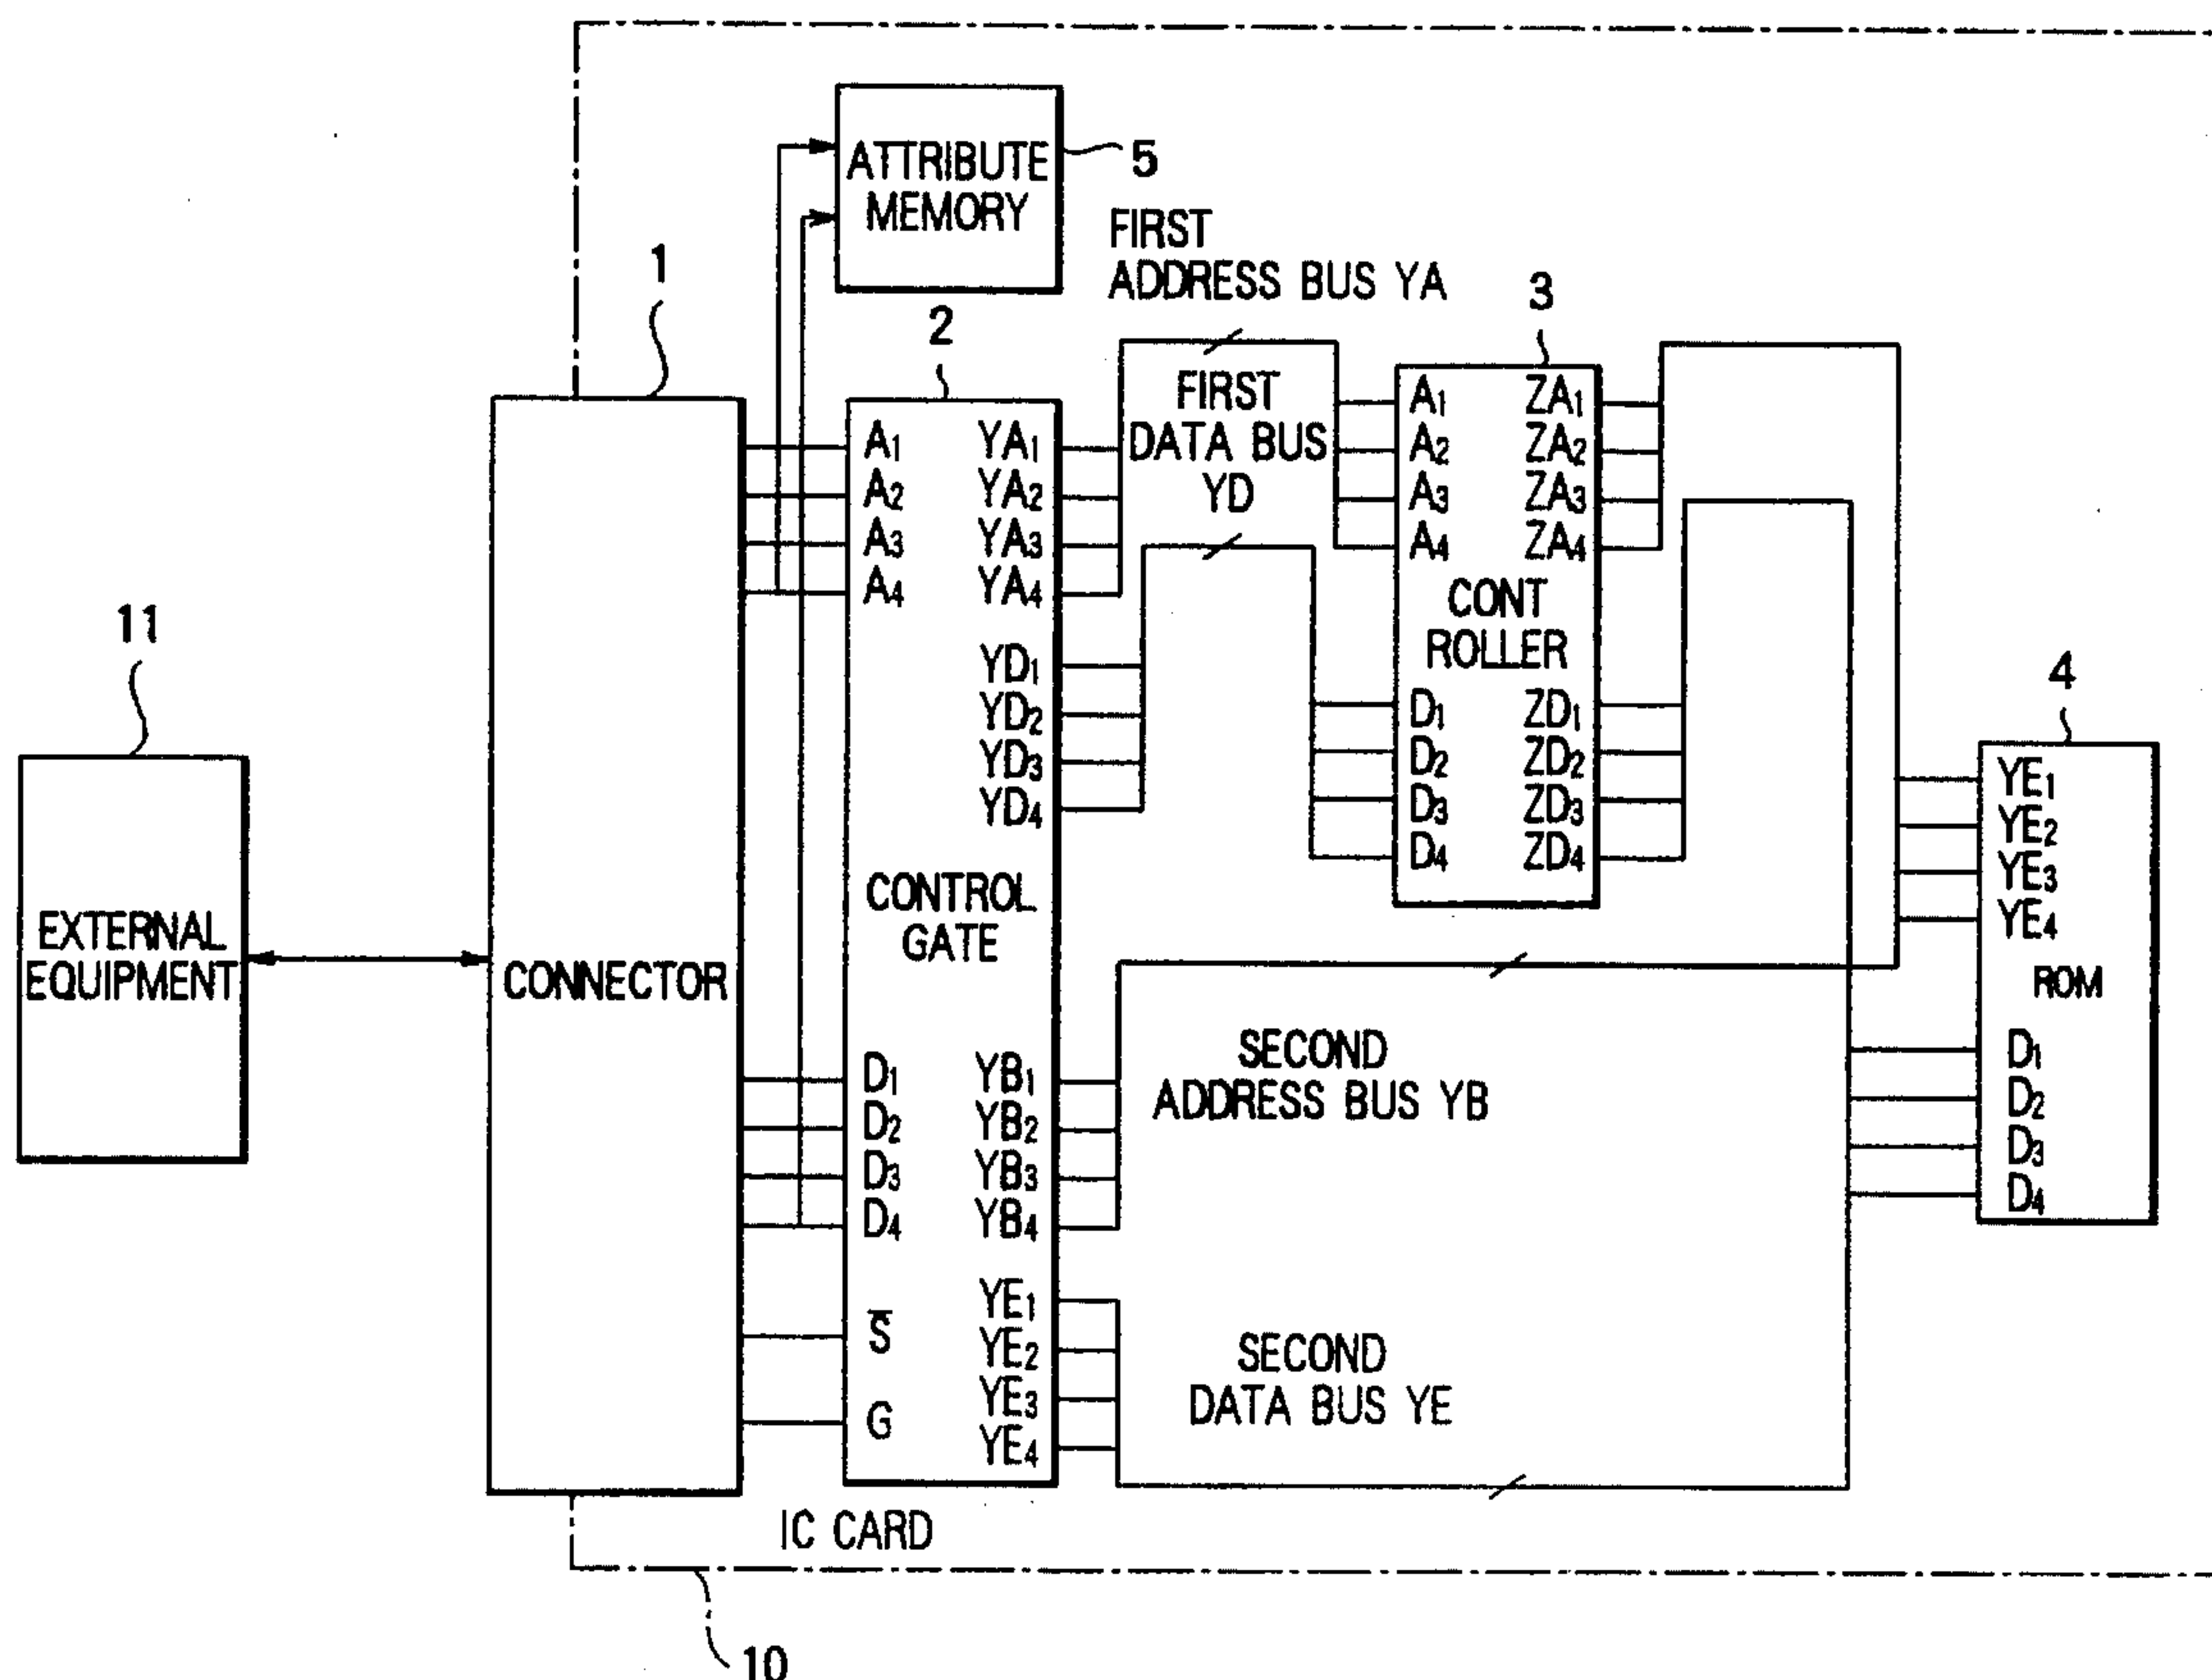 ATTRIBUTE
MEMORY
5
FIRST
ADDRESS BUS YA
1
2
3
FIRST
DATA BUS
YD
A1 YA1
A2 YA2
A3 YA3
A4 YA4
YD1
YD2
YD3
YD4
CONTROL
GATE
D1 YB1
D2 YB2
D3 YB3
D4 YB4
YE1
S̅ YE2
YE3
G YE4
A1 ZA1
A2 ZA2
A3 ZA3
A4 ZA4
CONT
ROLLER
D1 ZD1
D2 ZD2
D3 ZD3
D4 ZD4
11
EXTERNAL
EQUIPMENT
CONNECTOR
4
YE1
YE2
YE3
YE4
ROM
D1
D2
D3
D4
SECOND
ADDRESS BUS YB
SECOND
DATA BUS YE
IC CARD
10